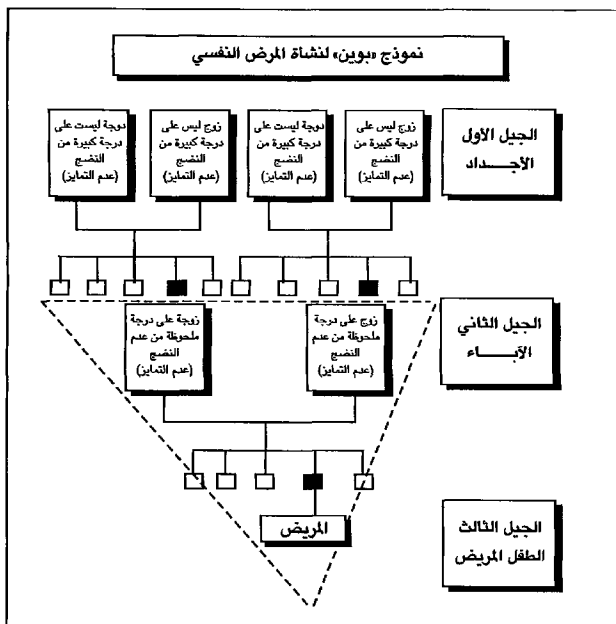 نموذج «بوين» لنشأة المرض النفسي
الجيل الأول
الأجـــداد
زوج ليس على
درجة كبيرة من
النضج
(عدم التمايز)
دوجة ليست على
درجة كبيرة من
النضج
(عدم التمايز)
زوج ليس على
درجة كبيرة من
النضج
(عدم التمايز)
دوجة ليست على
درجة كبيرة من
النضج
(عدم التمايز)
الجيل الثاني
الآبـــاء
زوج على درجة
ملحوظة من عدم
النضج
(عدم التمايز)
زوجة على درجة
ملحوظة من عدم
النضج
(عدم التمايز)
الجيل الثالث
الطفل المريض
المريض